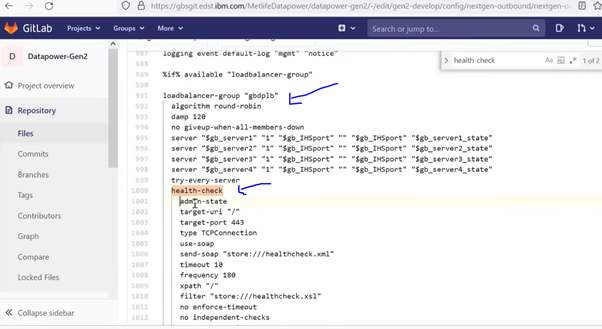 https://gbsgit.edst.ibm.com/MetlifeDatapower/datapower-gen2/-/edit/gen2-develop/config/nextgen-outbound/nextgen-o
GitLab Projects Groups More Search or jump to...
D Datapower-Gen2
Project overview
Repository
Files
Commits
Branches
Tags
Contributors
Graph
Compare
Locked Files
Collapse sidebar
health-check Aa 1 of 2
987 logging event default-log "mgmt" "notice"
988
989 %if% available "loadbalancer-group"
990
991 loadbalancer-group "gbdplb"
992 algorithm round-robin
993 damp 120
994 no giveup-when-all-members-down
995 server "$gb_server1" "1" "$gb_IHSport" "" "$gb_IHSport" "$gb_server1_state"
996 server "$gb_server2" "1" "$gb_IHSport" "" "$gb_IHSport" "$gb_server2_state"
997 server "$gb_server3" "1" "$gb_IHSport" "" "$gb_IHSport" "$gb_server3_state"
998 server "$gb_server4" "1" "$gb_IHSport" "" "$gb_IHSport" "$gb_server4_state"
999 try-every-server
1000 health-check
1001 admin-state
1002 target-uri "/"
1003 target-port 443
1004 type TCPConnection
1005 use-soap
1006 send-soap "store:///healthcheck.xml"
1007 timeout 10
1008 frequency 180
1009 xpath "/"
1010 filter "store:///healthcheck.xsl"
1011 no enforce-timeout
1012 no independent-checks